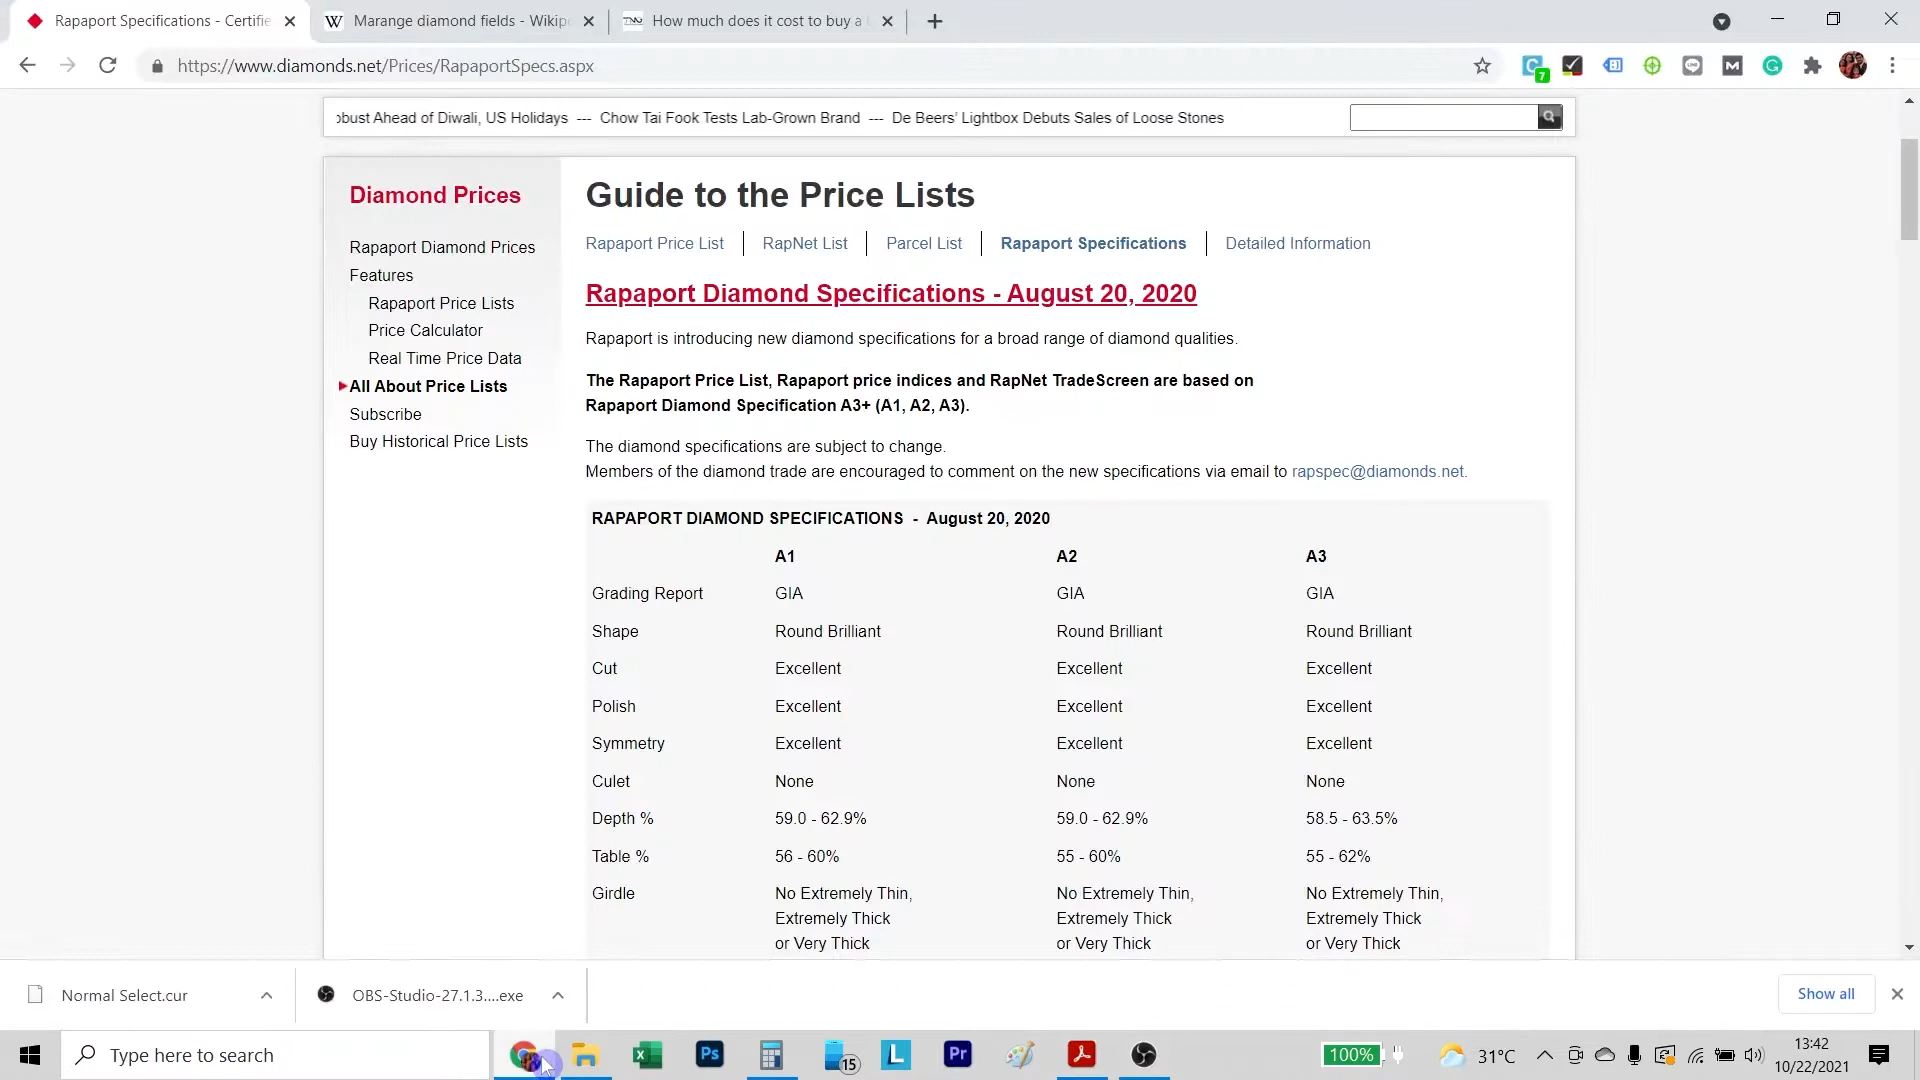 Rapaport Specifications - Certifie
Marange diamond fields - Wikipe
How much does it cost to buy a
https://www.diamonds.net/Prices/RapaportSpecs.aspx
7
obust Ahead of Diwali, US Holidays --- Chow Tai Fook Tests Lab-Grown Brand --- De Beers' Lightbox Debuts Sales of Loose Stones
Diamond Prices
Rapaport Diamond Prices
Features
Rapaport Price Lists
Price Calculator
Real Time Price Data
All About Price Lists
Subscribe
Buy Historical Price Lists
Guide to the Price Lists
Rapaport Price List | RapNet List | Parcel List | Rapaport Specifications | Detailed Information
Rapaport Diamond Specifications - August 20, 2020
Rapaport is introducing new diamond specifications for a broad range of diamond qualities.
The Rapaport Price List, Rapaport price indices and RapNet TradeScreen are based on
Rapaport Diamond Specification A3+ (A1, A2, A3).
The diamond specifications are subject to change.
Members of the diamond trade are encouraged to comment on the new specifications via email to rapspec@diamonds.net.
RAPAPORT DIAMOND SPECIFICATIONS - August 20, 2020
A1 A2 A3
Grading Report GIA GIA GIA
Shape Round Brilliant Round Brilliant Round Brilliant
Cut Excellent Excellent Excellent
Polish Excellent Excellent Excellent
Symmetry Excellent Excellent Excellent
Culet None None None
Depth % 59.0 - 62.9% 59.0 - 62.9% 58.5 - 63.5%
Table % 56 - 60% 55 - 60% 55 - 62%
Girdle No Extremely Thin, No Extremely Thin, No Extremely Thin,
Extremely Thick Extremely Thick Extremely Thick
or Very Thick or Very Thick or Very Thick
Normal Select.cur
OBS-Studio-27.1.3....exe
Show all
Type here to search
Ps
15
L
Pr
100%
31°C
13:42
10/22/2021